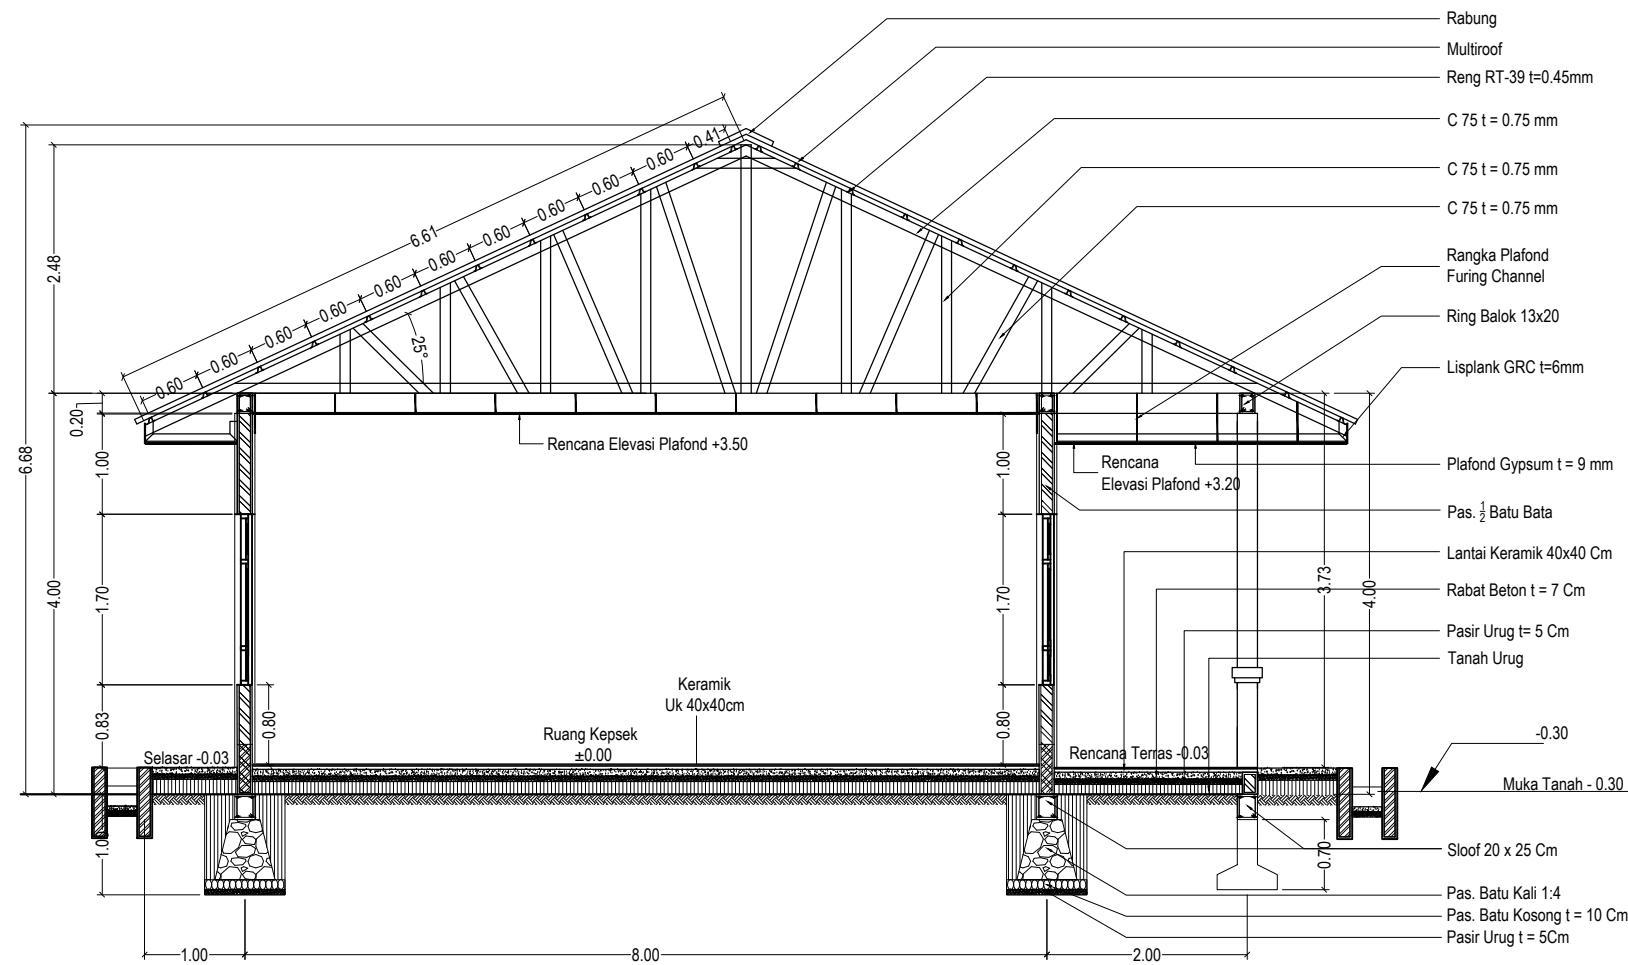 Rabung
Multiroof
Reng RT-39 t=0.45mm
C 75 t = 0.75 mm
C 75 t = 0.75 mm
C 75 t = 0.75 mm
Rangka Plafond
Furing Channel
Ring Balok 13x20
Lisplank GRC t=6mm
Plafond Gypsum t = 9 mm
Pas. ½ Batu Bata
Lantai Keramik 40x40 Cm
Rabat Beton t = 7 Cm
Pasir Urug t= 5 Cm
Tanah Urug
-0.30
Muka Tanah - 0.30
Sloof 20 x 25 Cm
Pas. Batu Kali 1:4
Pas. Batu Kosong t = 10 Cm
Pasir Urug t = 5Cm
6.61
0.60
0.60
0.60
0.60
0.60
0.60
0.60
0.60
0.60
0.60
0.41
25°
6.68
2.48
4.00
0.20
1.00
1.70
0.83
0.80
Rencana Elevasi Plafond +3.50
Rencana
Elevasi Plafond +3.20
1.00
1.70
0.80
3.73
4.00
0.70
Keramik
Uk 40x40cm
Ruang Kepsek
±0.00
Selasar -0.03
Rencana Terras -0.03
1.00
8.00
2.00